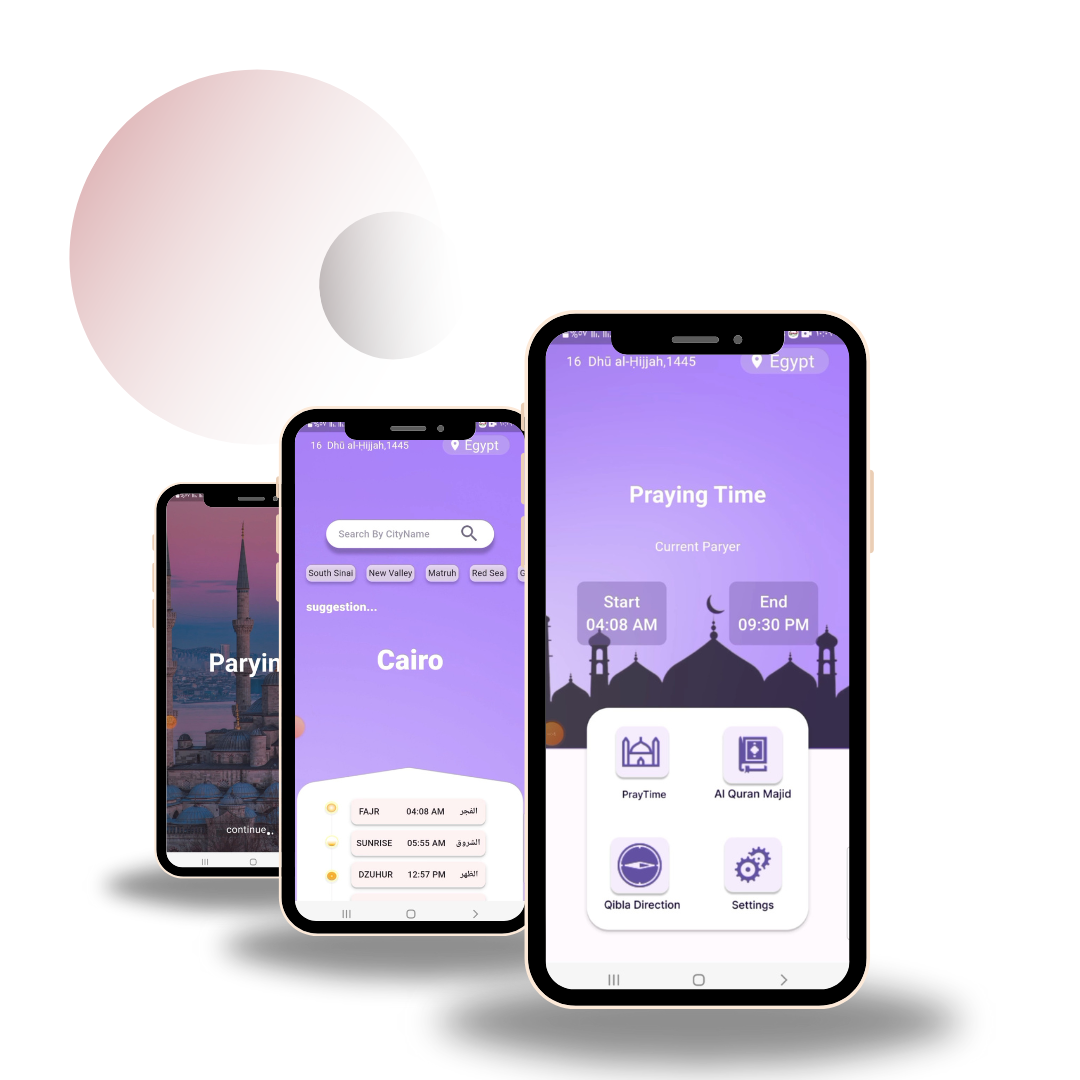 Paryin
continue..
16 Dhū al-Ḥijjah,1445
Egypt
Search By CityName
South Sinai
New Valley
Matruh
Red Sea
suggestion...
Cairo
FAJR 04:08 AM الفجر
SUNRISE 05:55 AM الشروق
DZUHUR 12:57 PM الظهر
16 Dhū al-Ḥijjah,1445
Egypt
Praying Time
Current Paryer
Start
04:08 AM
End
09:30 PM
PrayTime
Al Quran Majid
Qibla Direction
Settings